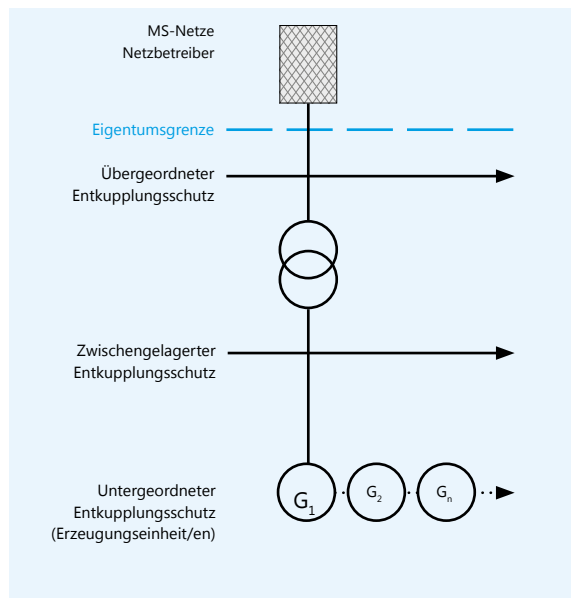 MS-Netze
Netzbetreiber
Eigentumsgrenze
Übergeordneter
Entkupplungsschutz
Zwischengelagerter
Entkupplungsschutz
Untergeordneter
Entkupplungsschutz
(Erzeugungseinheit/en)
G1 G2 Gn